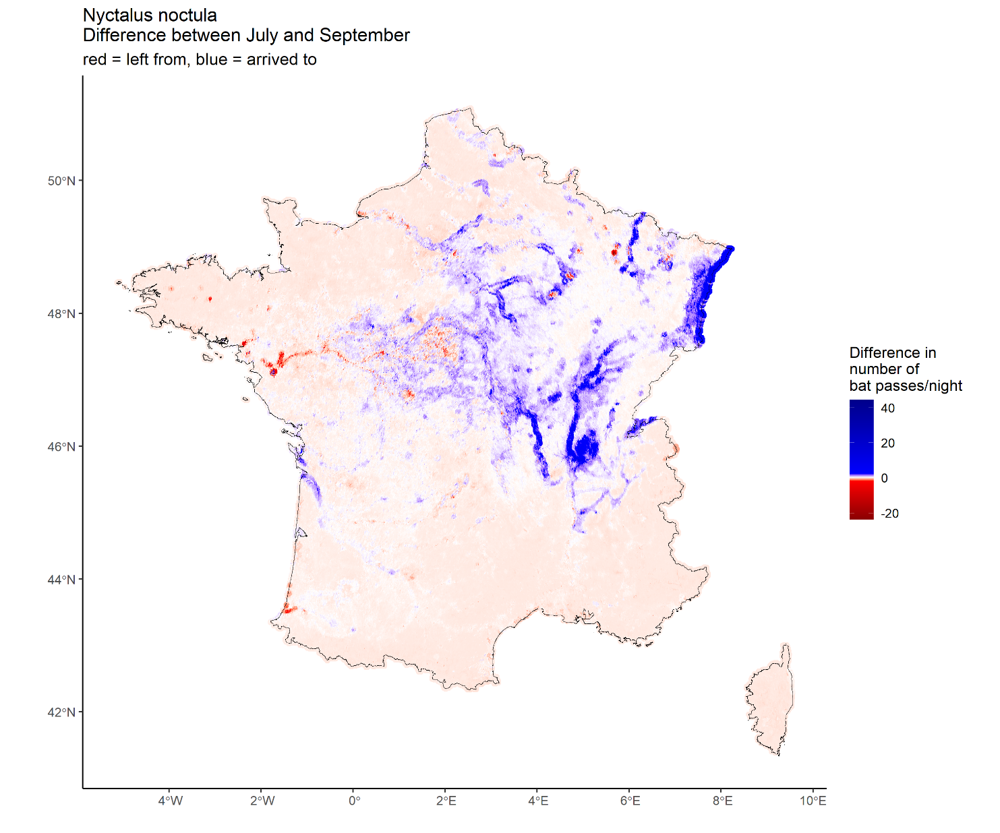 Nyctalus noctula
Difference between July and September
red = left from, blue = arrived to
50°N
48°N
46°N
44°N
42°N
4°W
2°W
0°
2°E
4°E
6°E
8°E
10°E
Difference in
number of
bat passes/night
40
20
0
-20